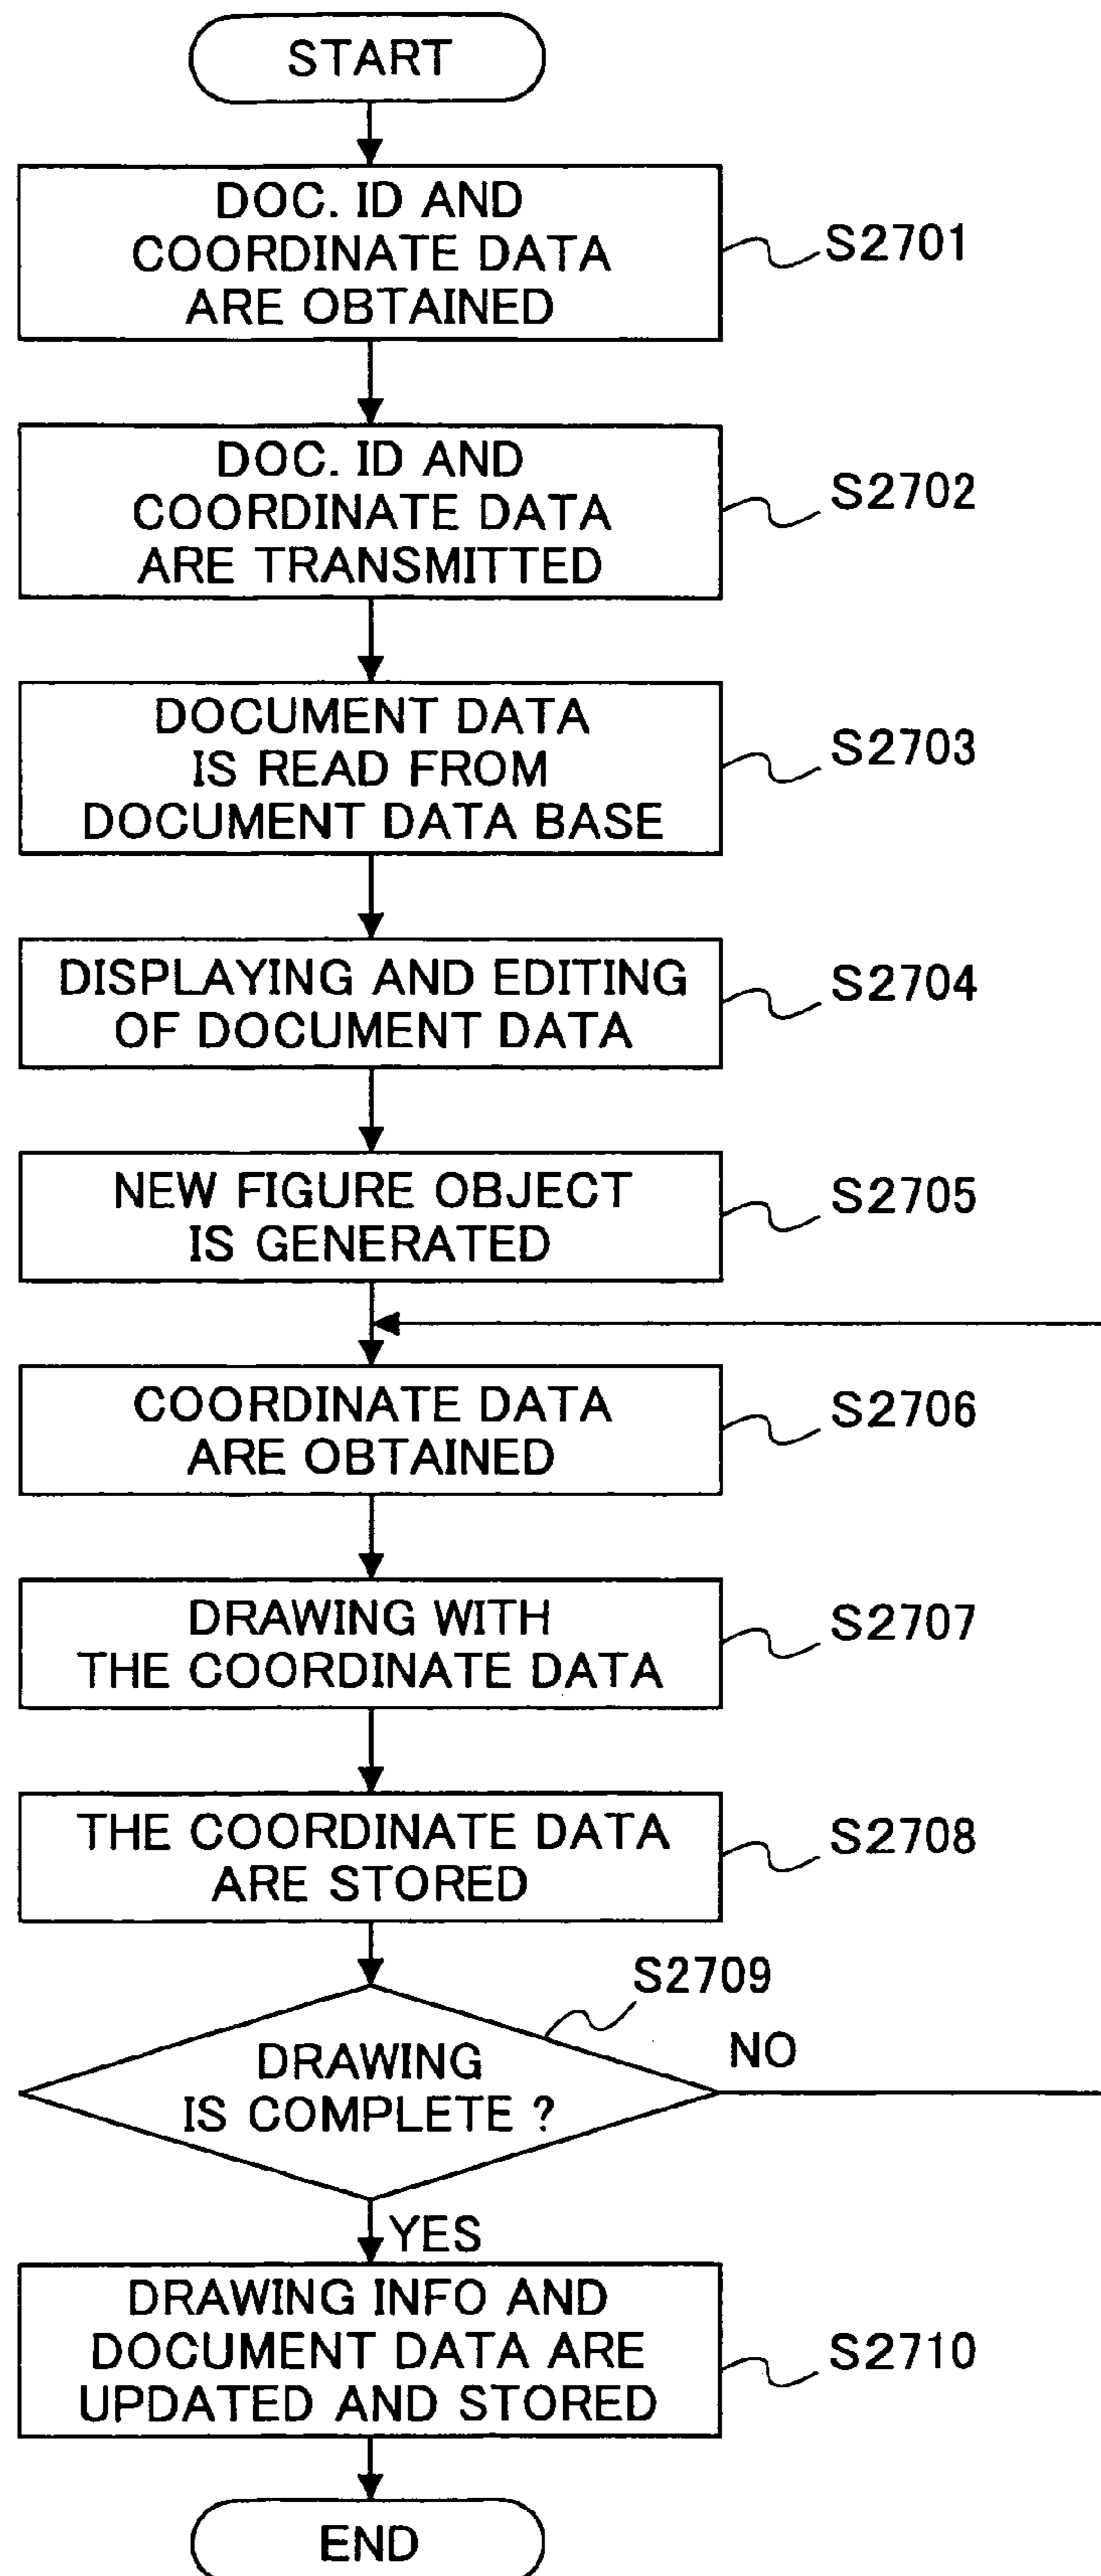 START
DOC. ID AND
COORDINATE DATA
ARE OBTAINED
S2701
DOC. ID AND
COORDINATE DATA
ARE TRANSMITTED
S2702
DOCUMENT DATA
IS READ FROM
DOCUMENT DATA BASE
S2703
DISPLAYING AND EDITING
OF DOCUMENT DATA
S2704
NEW FIGURE OBJECT
IS GENERATED
S2705
COORDINATE DATA
ARE OBTAINED
S2706
DRAWING WITH
THE COORDINATE DATA
S2707
THE COORDINATE DATA
ARE STORED
S2708
S2709
DRAWING
IS COMPLETE ?
NO
YES
DRAWING INFO AND
DOCUMENT DATA ARE
UPDATED AND STORED
S2710
END